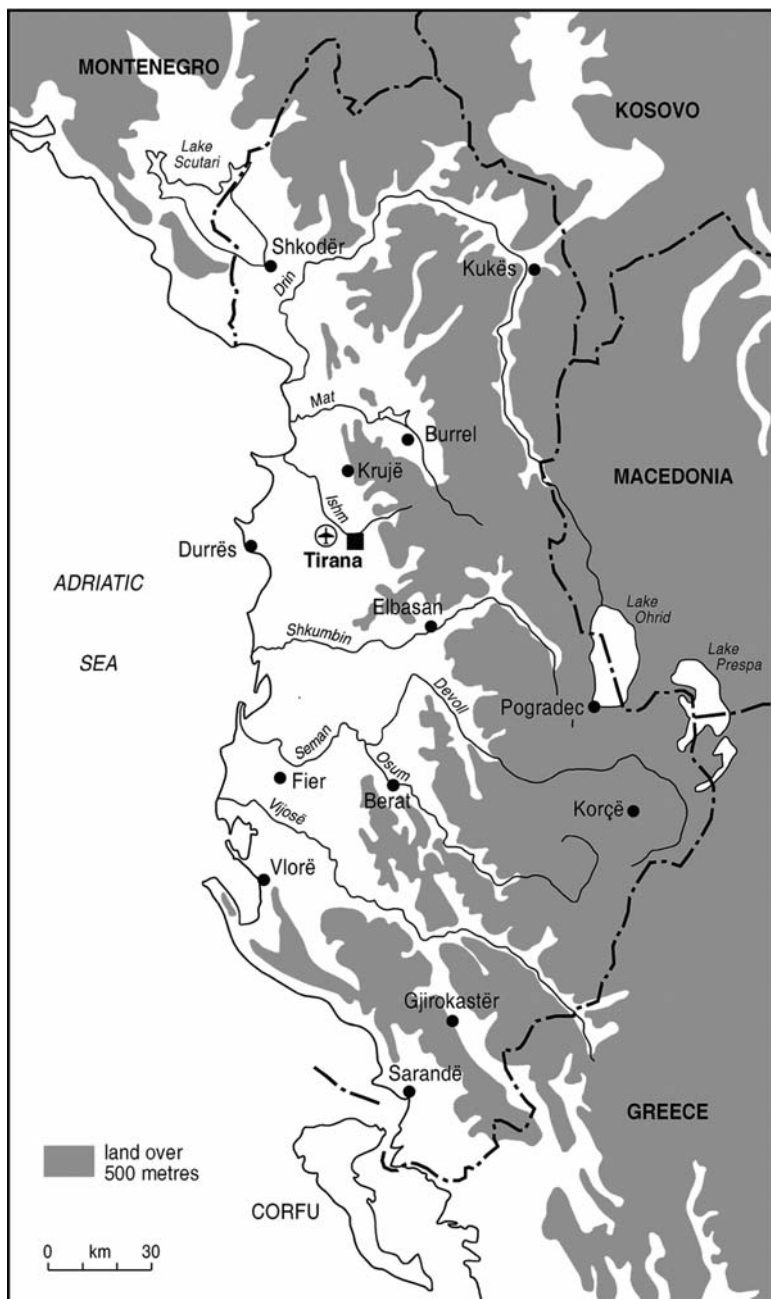 MONTENEGRO
KOSOVO
Lake
Scutari
Shkodër
Drin
Kukës
Mat
Burrel
Krujë
Ishm
MACEDONIA
Durrës
Tirana
ADRIATIC
SEA
Elbasan
Shkumbin
Lake
Ohrid
Lake
Prespa
Devoll
Pogradec
Seman
Osum
Fier
Berat
Korçë
Vijosë
Vlorë
Gjirokastër
Sarandë
GREECE
land over
500 metres
CORFU
0 km 30